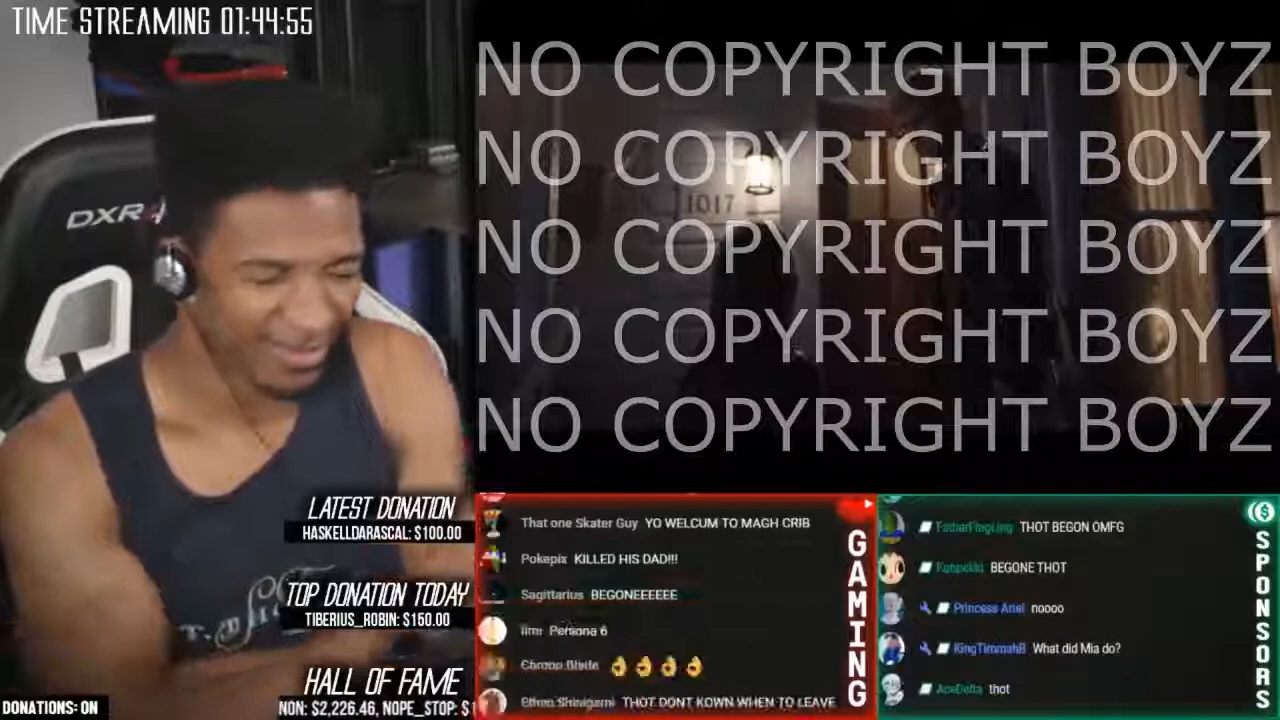 TIME STREAMING 01:44:55
DXR
NO COPYRIGHT BOYZ
NO COPYRIGHT BOYZ
1017
NO COPYRIGHT BOYZ
NO COPYRIGHT BOYZ
NO COPYRIGHT BOYZ
LATEST DONATION
HASKELLDARASCAL: $100.00
TOP DONATION TODAY
TIBERIUS_ROBIN: $150.00
HALL OF FAME
NON: $2,226.46, NOPE_STOP: $1
DONATIONS: ON
That one Skater Guy YO WELCUM TO MAGH CRIB
Pokepix KILLED HIS DAD!!!
Sagittarius BEGONEEEEEE
Persona 6
👌👌👌👌
THOT DONT KOWN WHEN TO LEAVE
GAMING
THOT BEGON OMFG
BEGONE THOT
Princess Ariel noooo
KingTimmahB What did Mia do?
AceDelta thot
SPONSORS